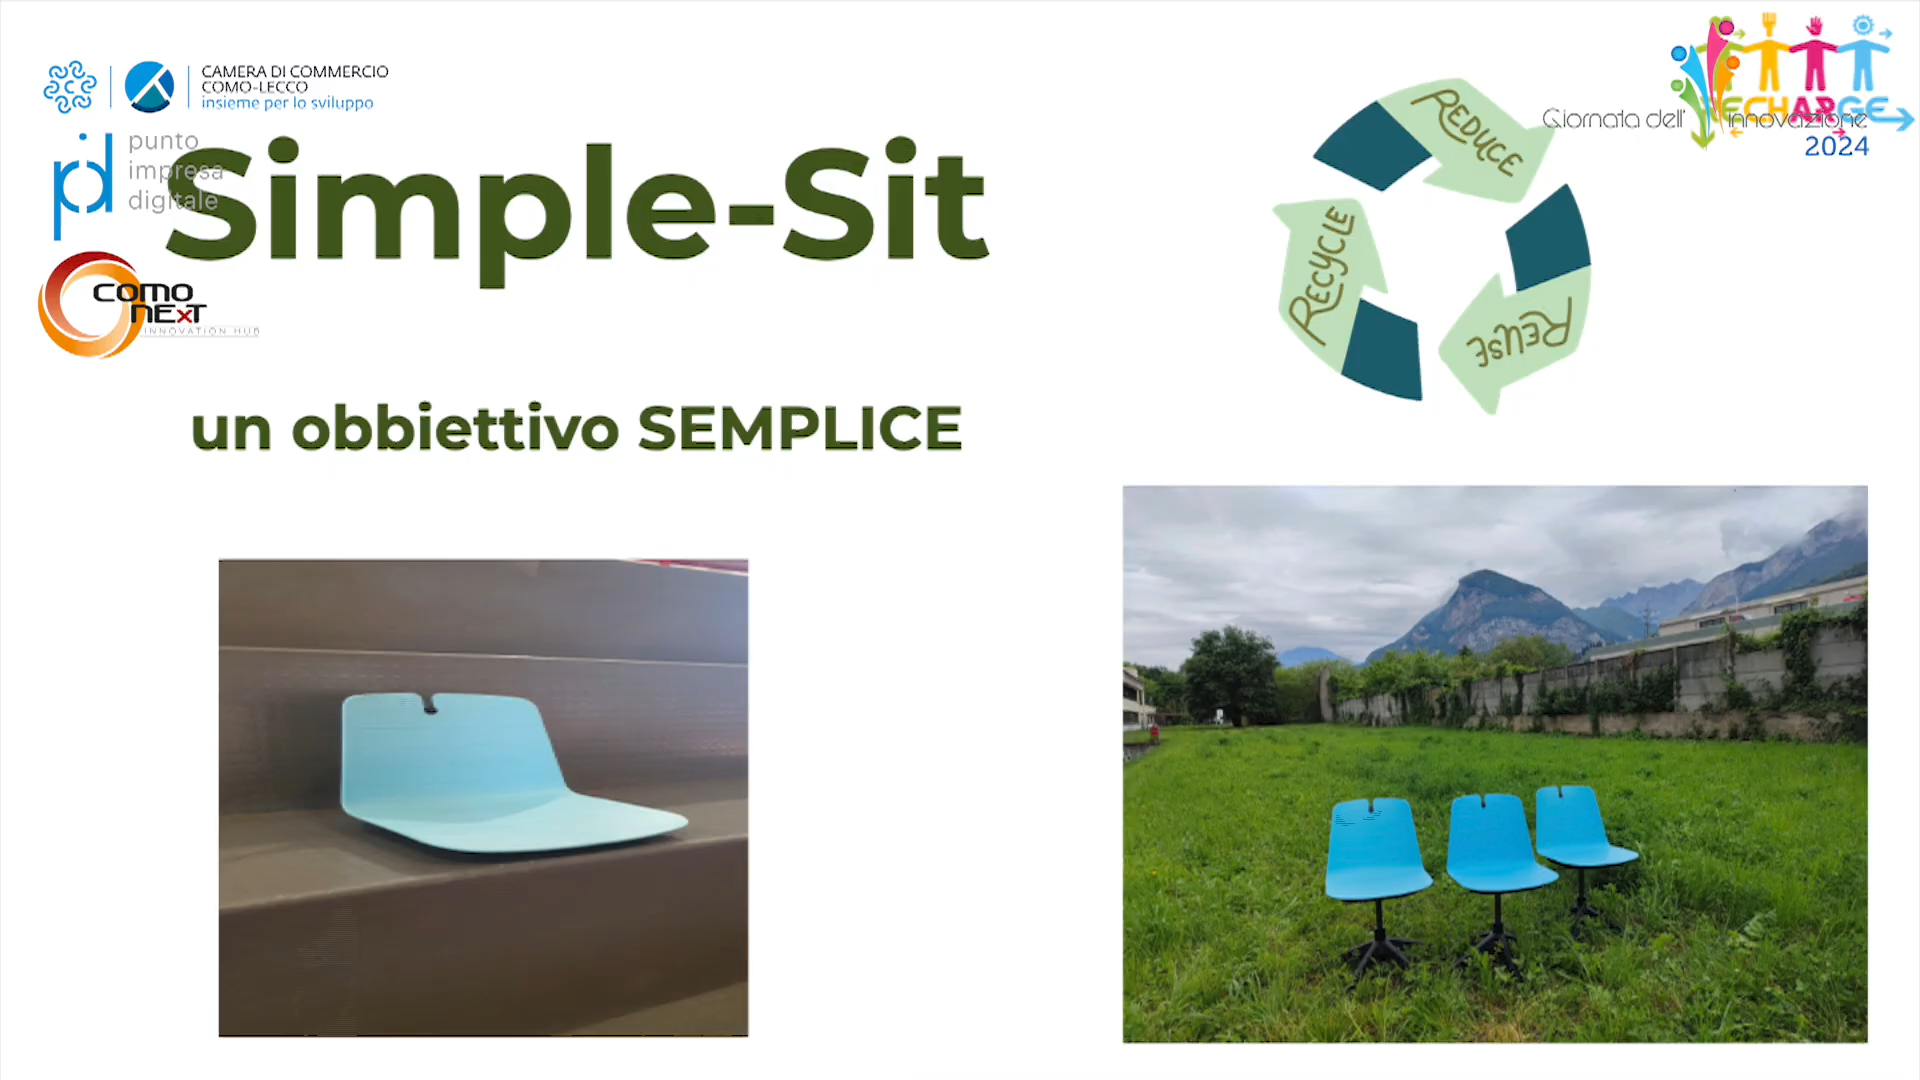 CAMERA DI COMMERCIO
COMO-LECCO
insieme per lo sviluppo
punto
impresa
digitale
Simple-Sit
COMO
NExT
INNOVATION HUB
un obbiettivo SEMPLICE
REDUCE
REUSE
RECYCLE
Giornata dell'innovazione
2024
ECHARGE